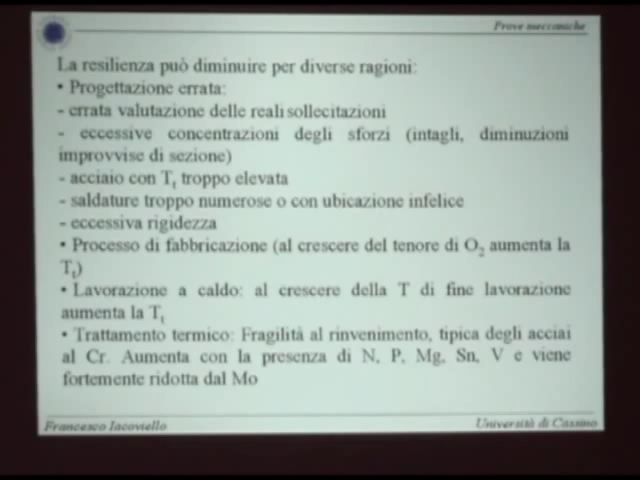 Prove meccaniche
La resilienza può diminuire per diverse ragioni:
• Progettazione errata:
- errata valutazione delle reali sollecitazioni
- eccessive concentrazioni degli sforzi (intagli, diminuzioni
improvvise di sezione)
- acciaio con Tt troppo elevata
- saldature troppo numerose o con ubicazione infelice
- eccessiva rigidezza
• Processo di fabbricazione (al crescere del tenore di O2 aumenta la
Tt)
• Lavorazione a caldo: al crescere della T di fine lavorazione
aumenta la Tt
• Trattamento termico: Fragilità al rinvenimento, tipica degli acciai
al Cr. Aumenta con la presenza di N, P, Mg, Sn, V e viene
fortemente ridotta dal Mo
Francesco Iacoviello
Università di Cassino